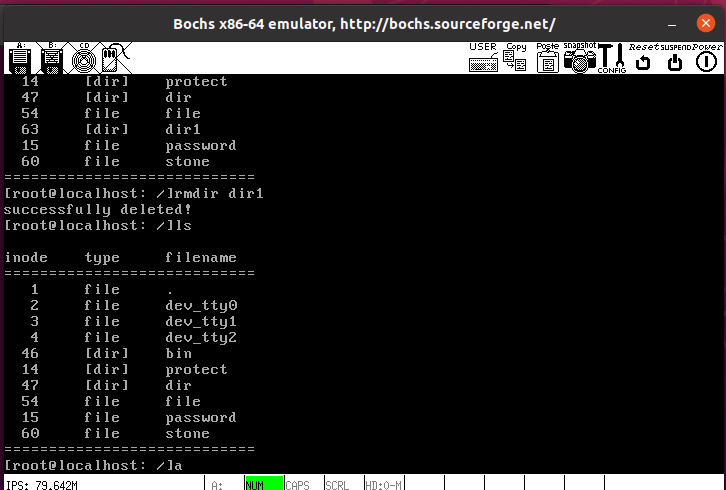 Bochs x86-64 emulator, http://bochs.sourceforge.net/
A: B: CD USER Copy Paste snapshot CONFIG Reset SUSPEND Power
14 [dir] protect
47 [dir] dir
54 file file
63 [dir] dir1
15 file password
60 file stone
============================
[root@localhost: /]rmdir dir1
successfully deleted!
[root@localhost: /]ls
inode type filename
============================
1 file .
2 file dev_tty0
3 file dev_tty1
4 file dev_tty2
46 [dir] bin
14 [dir] protect
47 [dir] dir
54 file file
15 file password
60 file stone
============================
[root@localhost: /]a
IPS: 79.642M A: NUM CAPS SCRL HD:0-M